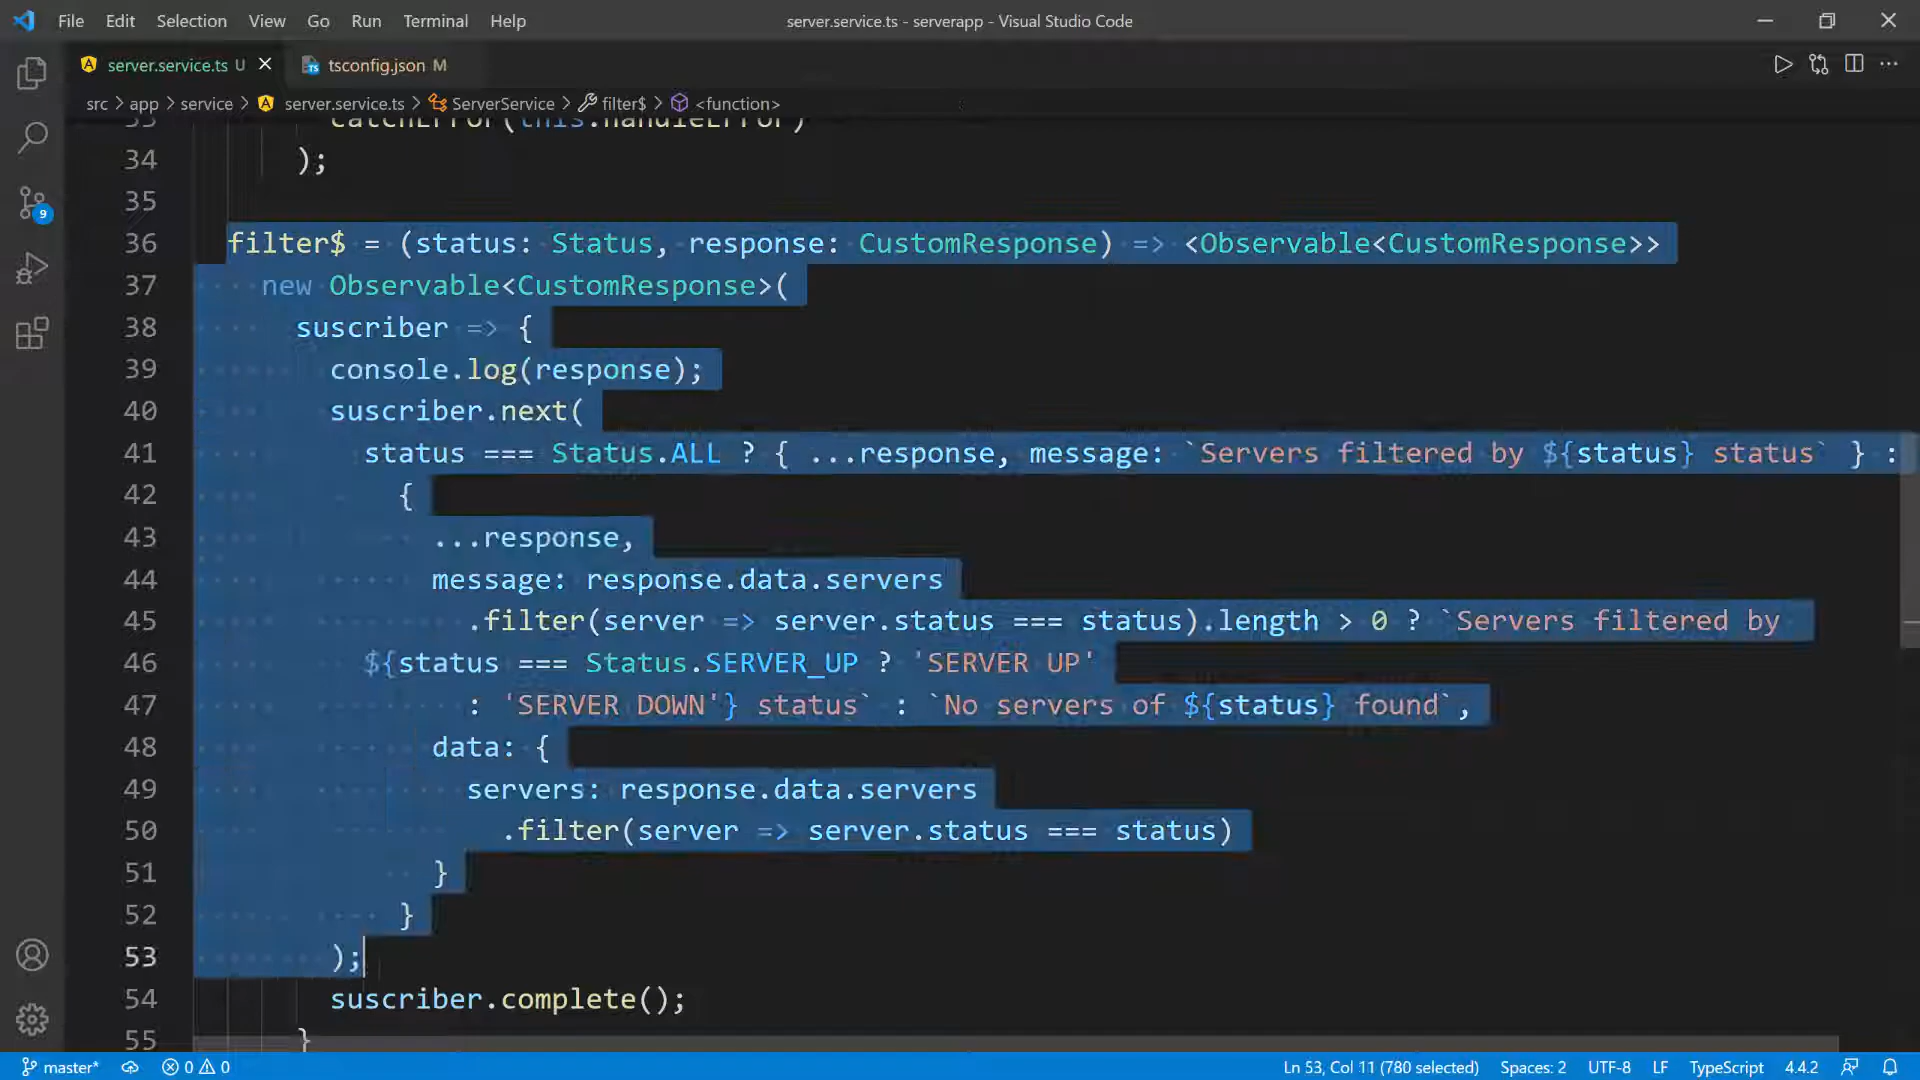 File Edit Selection View Go Run Terminal Help server.service.ts - serverapp - Visual Studio Code
server.service.ts U tsconfig.json M
src > app > service > server.service.ts > ServerService > filter$ > <function>
33 catchError(this.handleError)
34 );
35
36 filter$ = (status: Status, response: CustomResponse) => <Observable<CustomResponse>>
37 new Observable<CustomResponse>(
38 suscriber => {
39 console.log(response);
40 suscriber.next(
41 status === Status.ALL ? { ...response, message: `Servers filtered by ${status} status` } :
42 {
43 ...response,
44 message: response.data.servers
45 .filter(server => server.status === status).length > 0 ? `Servers filtered by
46 ${status === Status.SERVER_UP ? 'SERVER UP'
47 : 'SERVER DOWN'} status` : `No servers of ${status} found`,
48 data: {
49 servers: response.data.servers
50 .filter(server => server.status === status)
51 }
52 }
53 );
54 suscriber.complete();
55 }
9
master* 0 0 Ln 53, Col 11 (780 selected) Spaces: 2 UTF-8 LF TypeScript 4.4.2